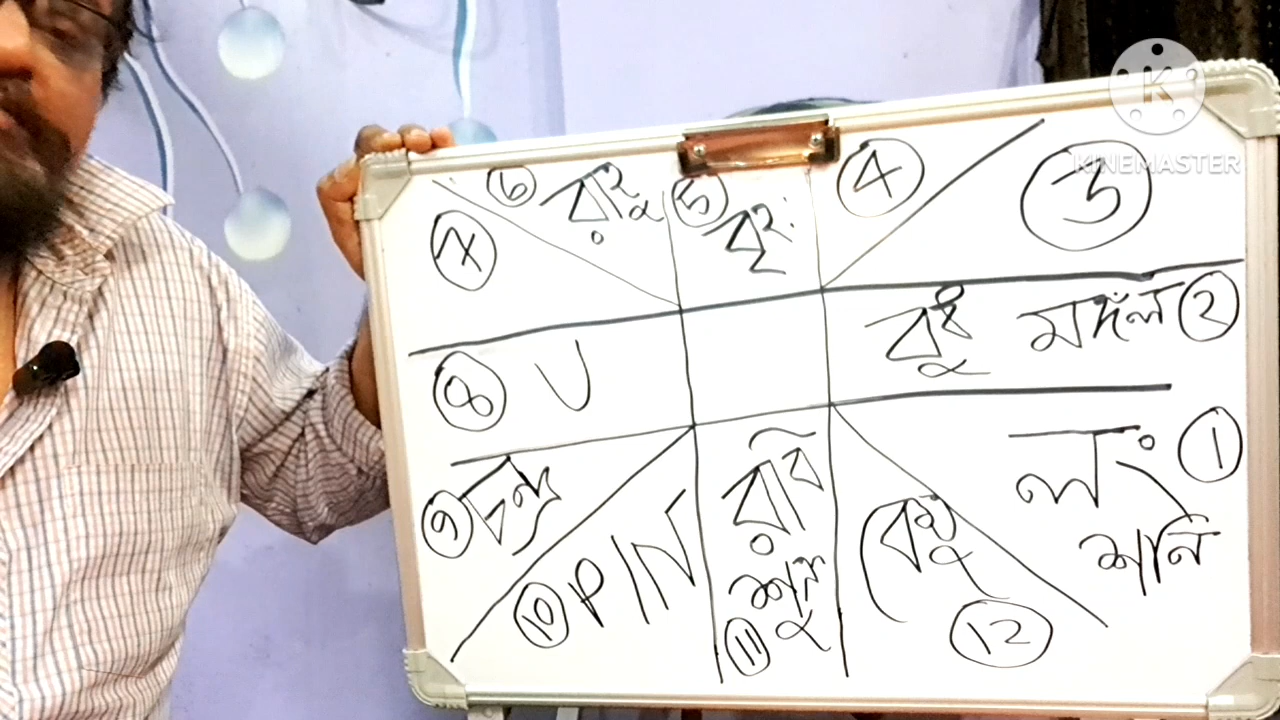 K
KINEMASTER
6 রাহু
5 বৃহঃ
4
3
7
বুধ মঙ্গল 2
8 U
লং 1
শনি
9 চন্দ্র
10 P/N
রবি
শুক্র
11
কেতু
12